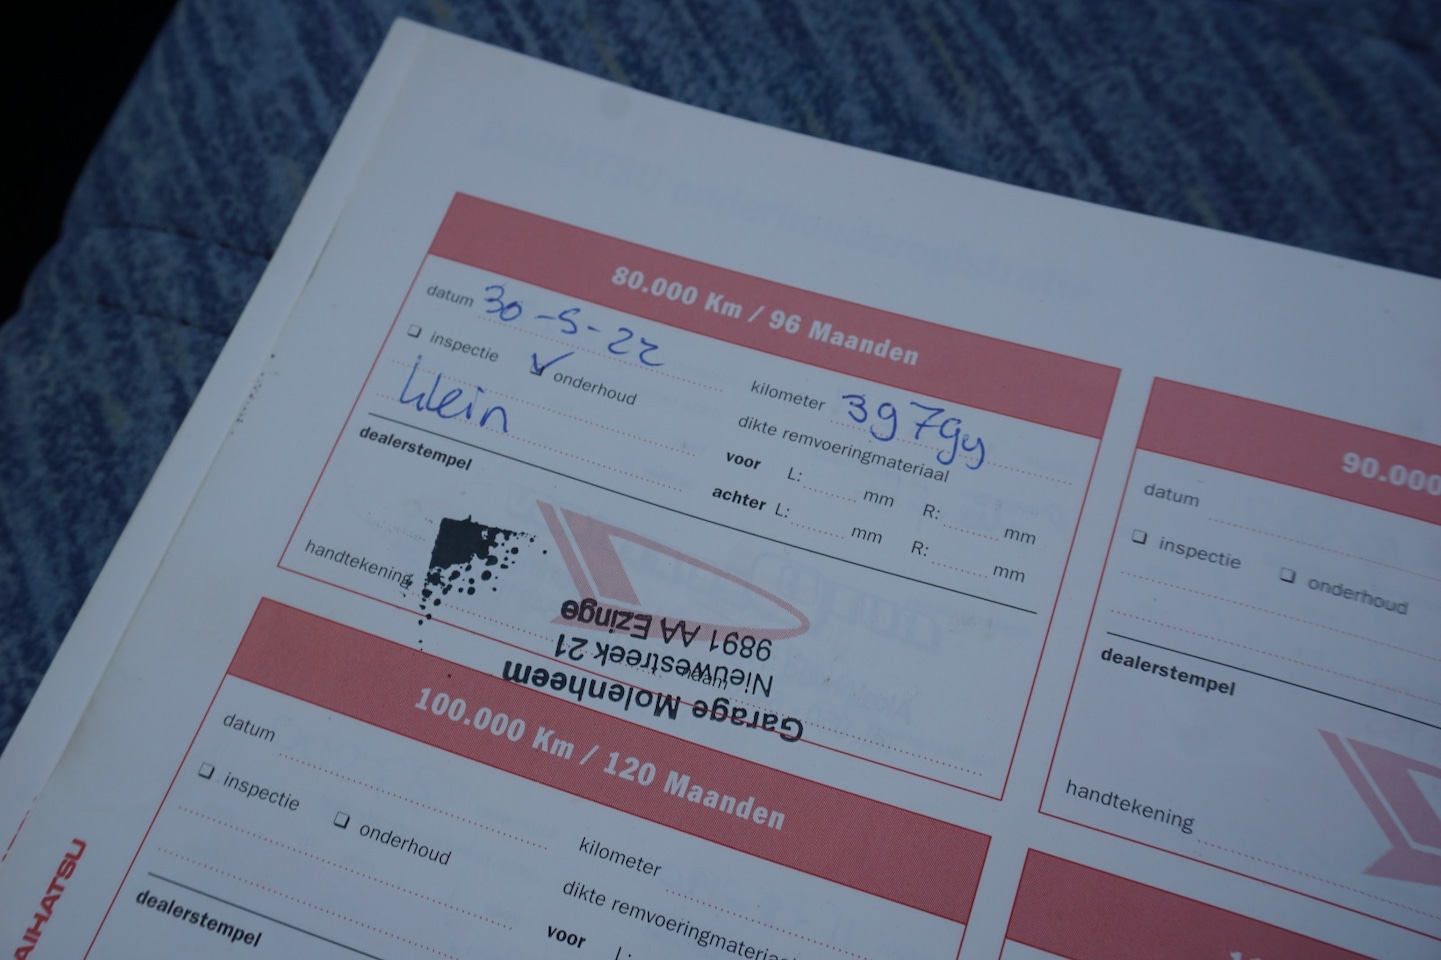 80.000 Km / 96 Maanden
datum 30-5-22
kilometer 39799
inspectie
onderhoud
klein
dikte remvoeringmateriaal
voor L: mm R: mm
achter L: mm R: mm
dealerstempel
handtekening
Garage Molenheem
Nieuwestreek 21
9891 AA Ezinge
90.000
datum
inspectie
onderhoud
dealerstempel
handtekening
100.000 Km / 120 Maanden
datum
kilometer
inspectie
onderhoud
dikte remvoeringmateriaal
voor L:
dealerstempel
AIHATSU